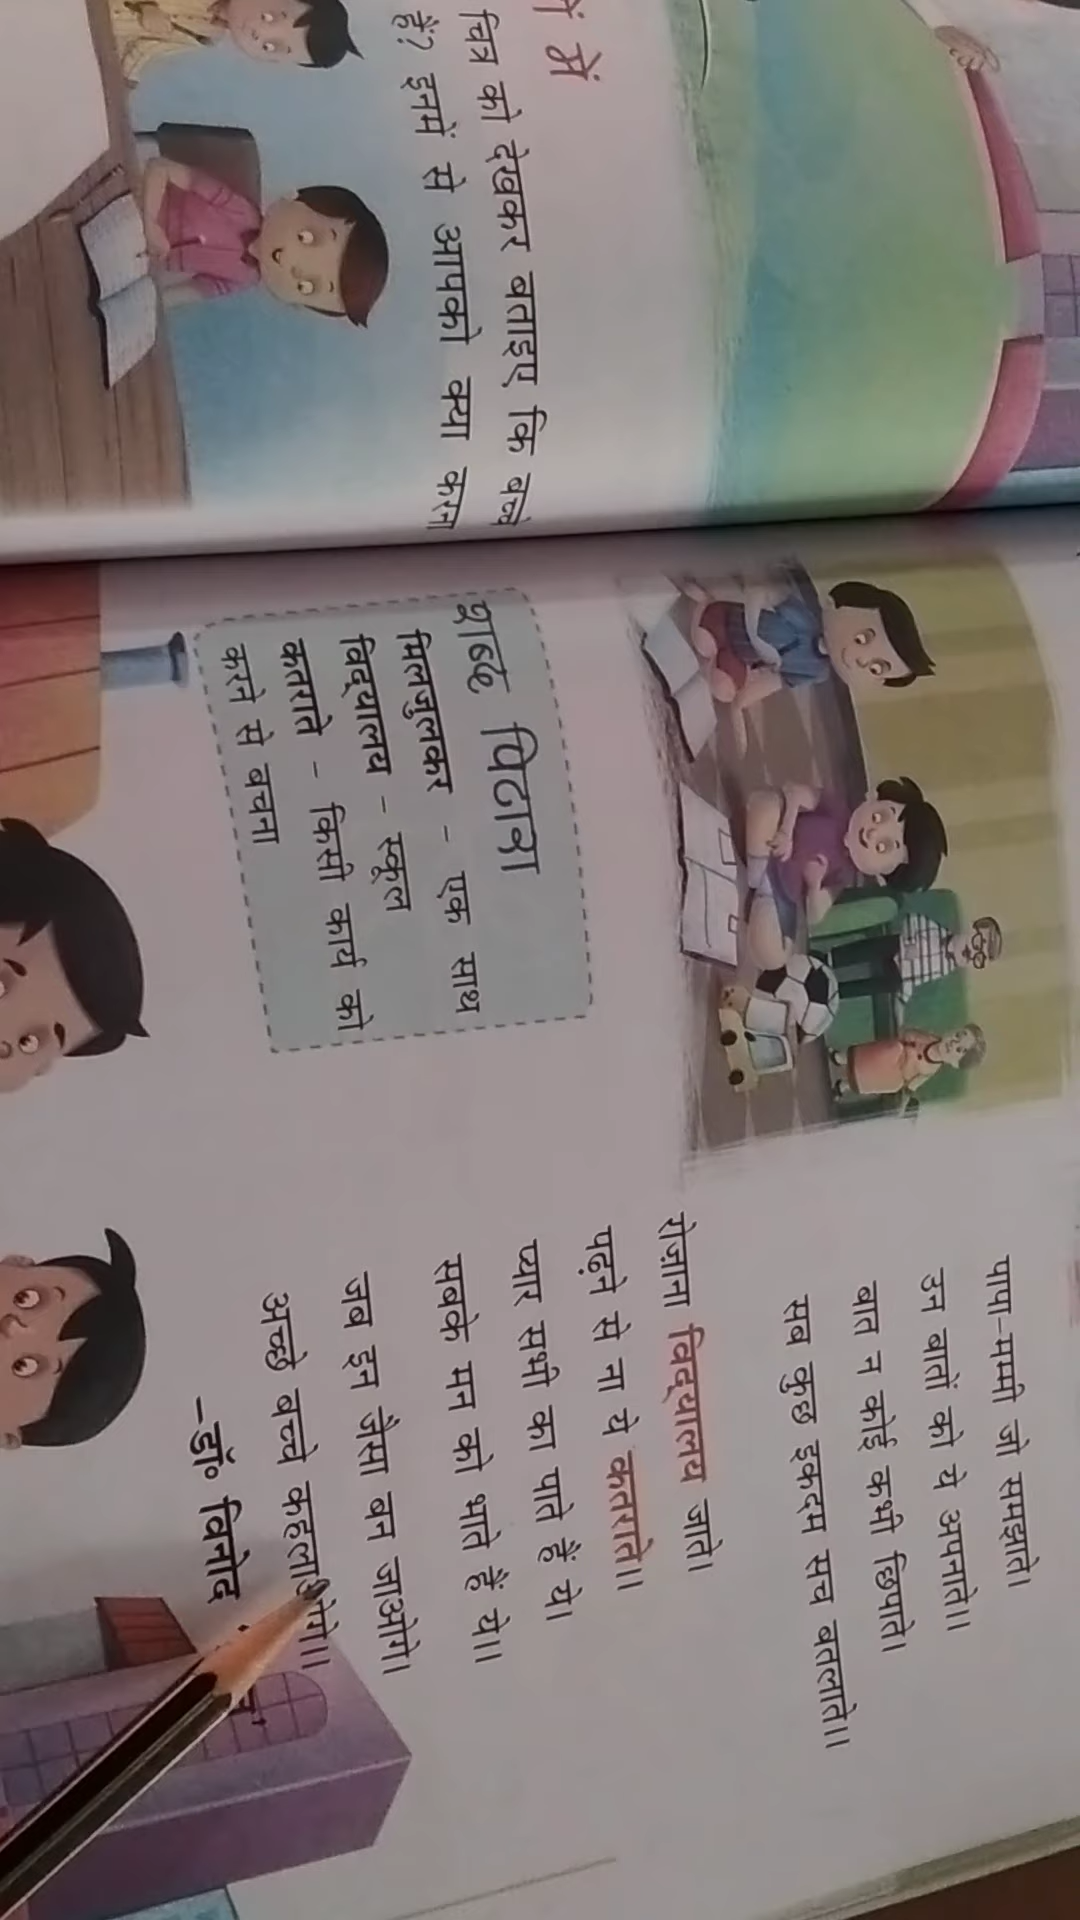 में
चित्र को देखकर बताइए कि बच्चे
हैं? इनमें से आपको क्या करना
पापा-मम्मी जो समझाते।
उन बातों को ये अपनाते।।
बात न कोई कभी छिपाते।
सब कुछ इकदम सच बतलाते।।
रोज़ाना विद्यालय जाते।
पढ़ने से ना ये कतराते।।
प्यार सभी का पाते हैं ये।
सबके मन को भाते हैं ये।।
जब इन जैसा बन जाओगे।
अच्छे बच्चे कहलाओगे।।
–डॉ॰ विनोद
शब्द पिटारा
मिलजुलकर - एक साथ
विद्यालय - स्कूल
कतराते - किसी कार्य को
करने से बचना